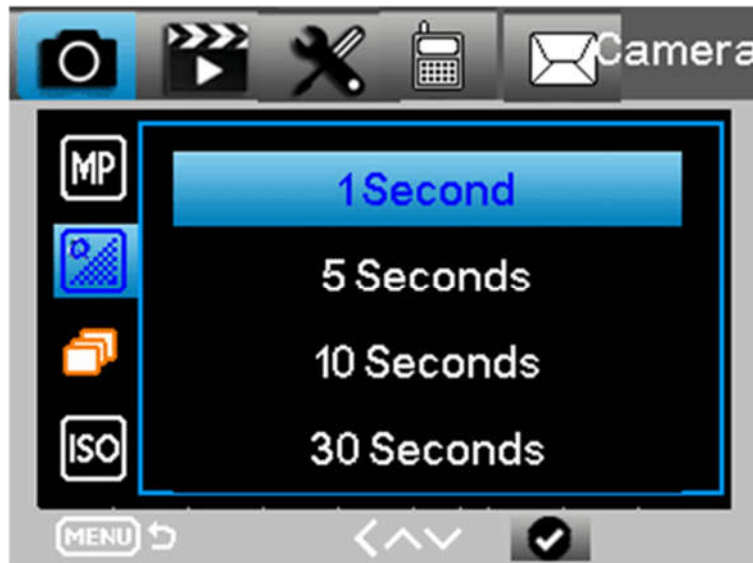 Camera
MP
1 Second
Q
5 Seconds
10 Seconds
ISO
30 Seconds
MENU